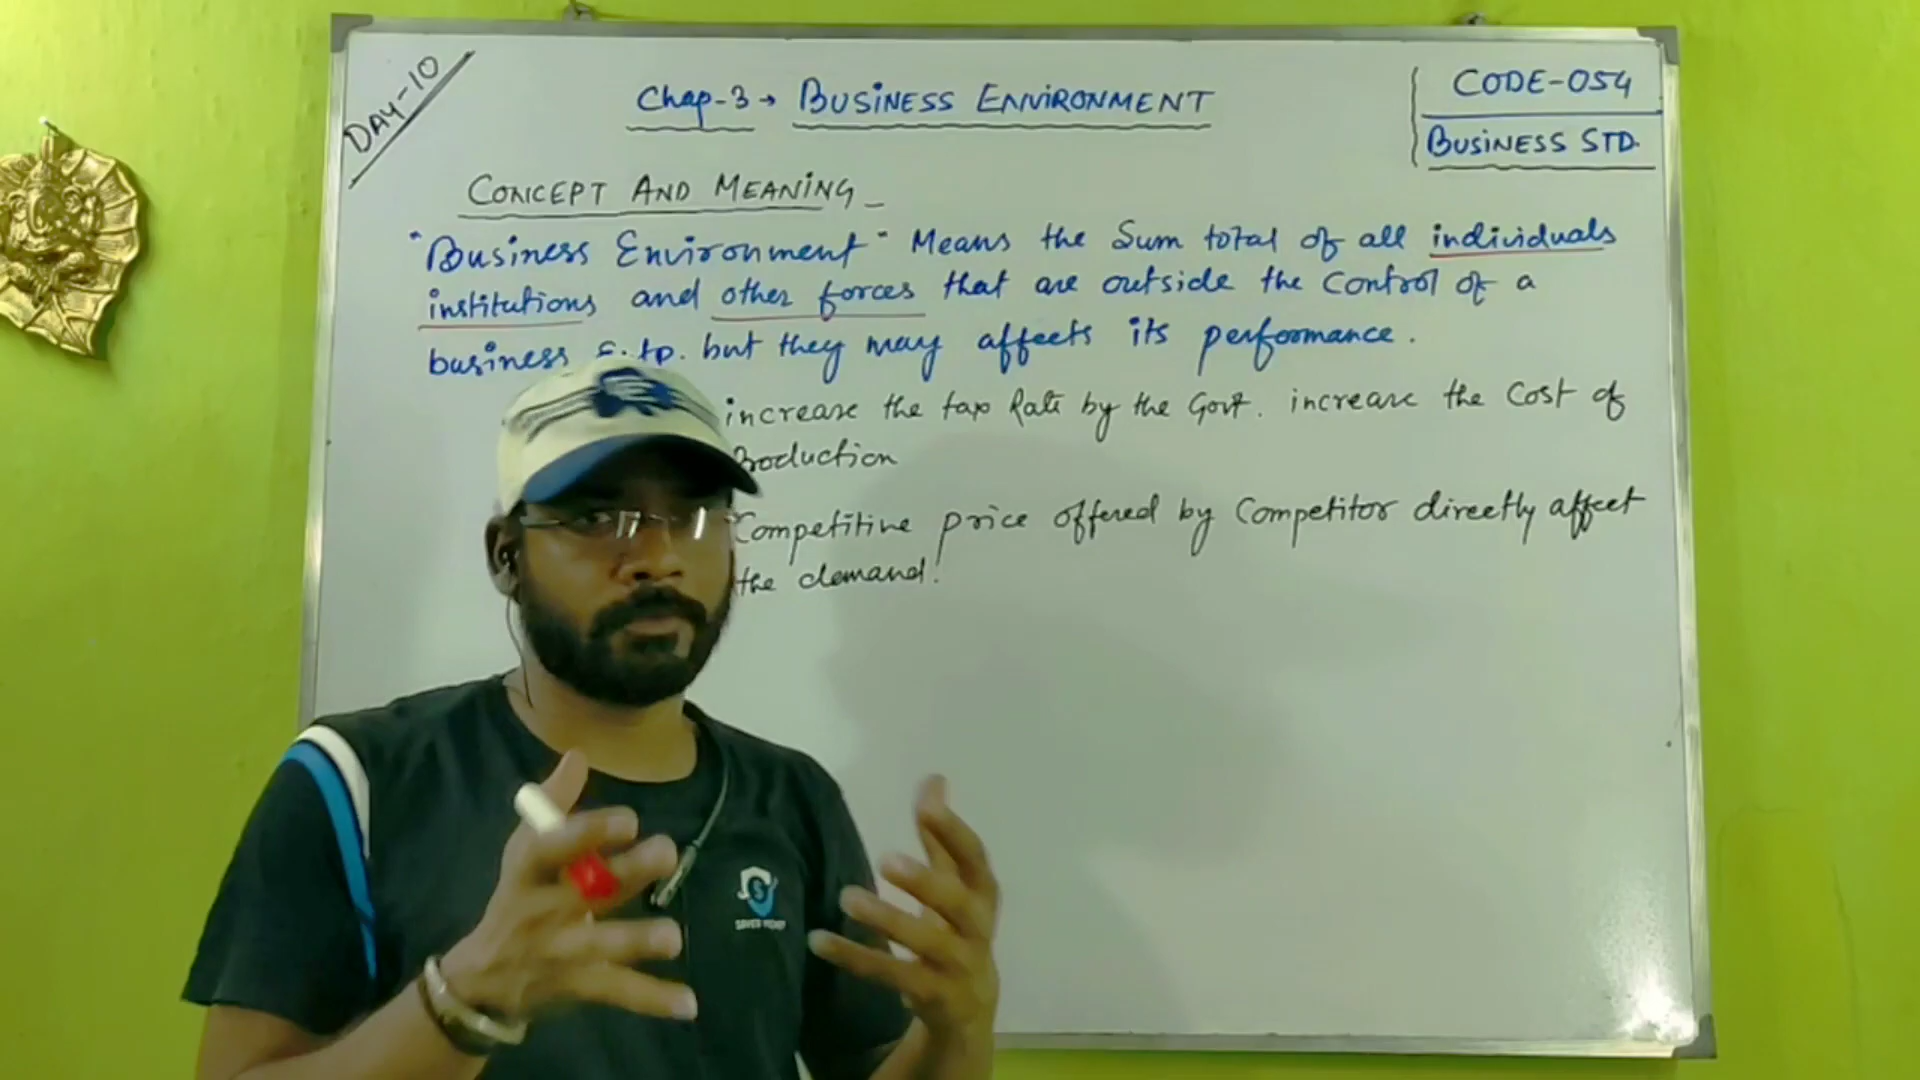 DAY-10
Chap-3 → BUSINESS ENVIRONMENT
CODE-054
BUSINESS STD.
CONCEPT AND MEANING -
"Business Environment" Means the Sum total of all individuals
institutions and other forces that are outside the Control of a
business but they may affects its performance.
increase the tax Rate by the Govt. increase the Cost of
Production
Competitive price offered by Competitor directly affect
the demand.